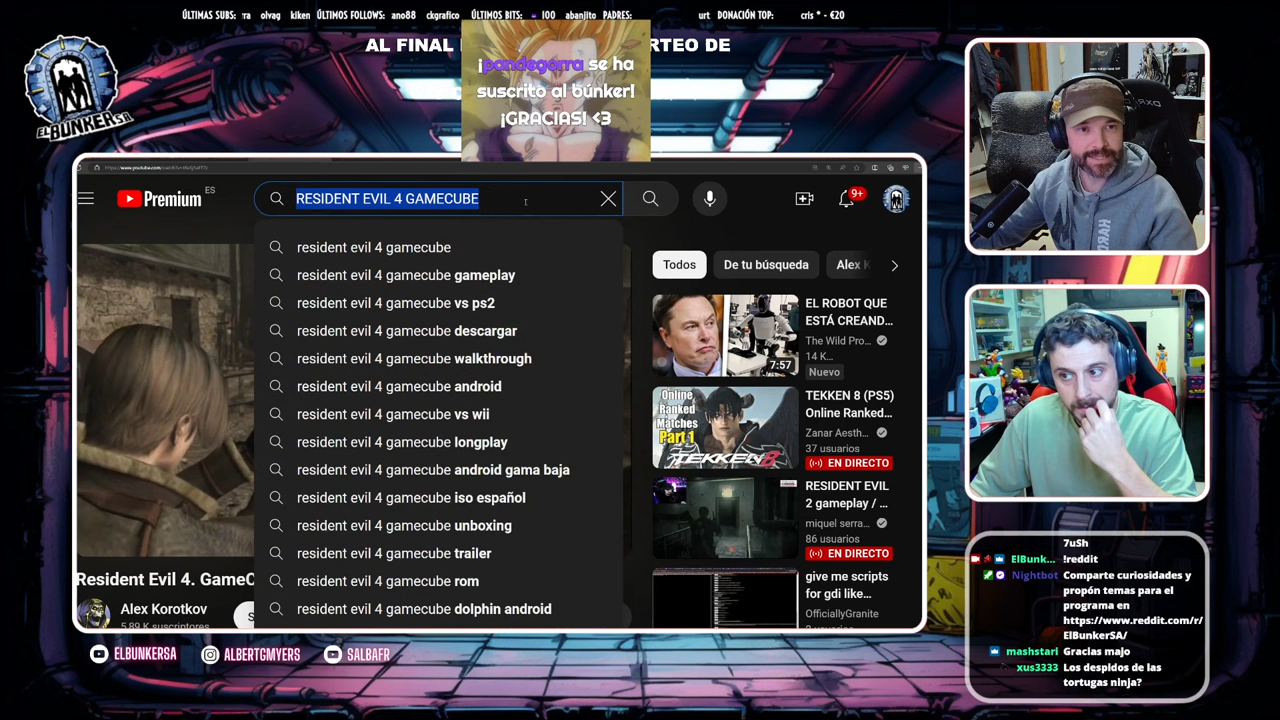 ÚLTIMAS SUBS: olvag kiken ÚLTIMOS FOLLOWS: ano88 ckgrafico ÚLTIMOS BITS: 100 abanjito PADRES: urt DONACIÓN TOP: cris * - €20
AL FINAL
RTEO DE
¡pandegorra se ha
suscrito al búnker!
¡GRACIAS! <3
ELBUNKERSA
Premium ES
RESIDENT EVIL 4 GAMECUBE
9+
resident evil 4 gamecube
resident evil 4 gamecube gameplay
resident evil 4 gamecube vs ps2
resident evil 4 gamecube descargar
resident evil 4 gamecube walkthrough
resident evil 4 gamecube android
resident evil 4 gamecube vs wii
resident evil 4 gamecube longplay
resident evil 4 gamecube android gama baja
resident evil 4 gamecube iso español
resident evil 4 gamecube unboxing
resident evil 4 gamecube trailer
resident evil 4 gamecube rom
resident evil 4 gamecube dolphin android
Resident Evil 4. GameC
Alex Korotkov
5,89 K suscriptores
S
Todos
De tu búsqueda
Alex K
7:57
EL ROBOT QUE
ESTÁ CREAND...
The Wild Pro...
14 K...
Nuevo
Online
Ranked
Matches
Part 1
TEKKEN 8
TEKKEN 8 (PS5)
Online Ranked...
Zanar Aesth...
37 usuarios
EN DIRECTO
RESIDENT EVIL
2 gameplay / ...
miquel serra...
86 usuarios
EN DIRECTO
give me scripts
for gdi like...
OfficiallyGranite
DXR
HARD
7uSh
ElBunk... !reddit
Nightbot Comparte curiosidades y
propón temas para el
programa en
https://www.reddit.com/r/
ElBunkerSA/
mashstari Gracias majo
xus3333 Los despidos de las
tortugas ninja?
ELBUNKERSA ALBERTGMYERS SALBAFR